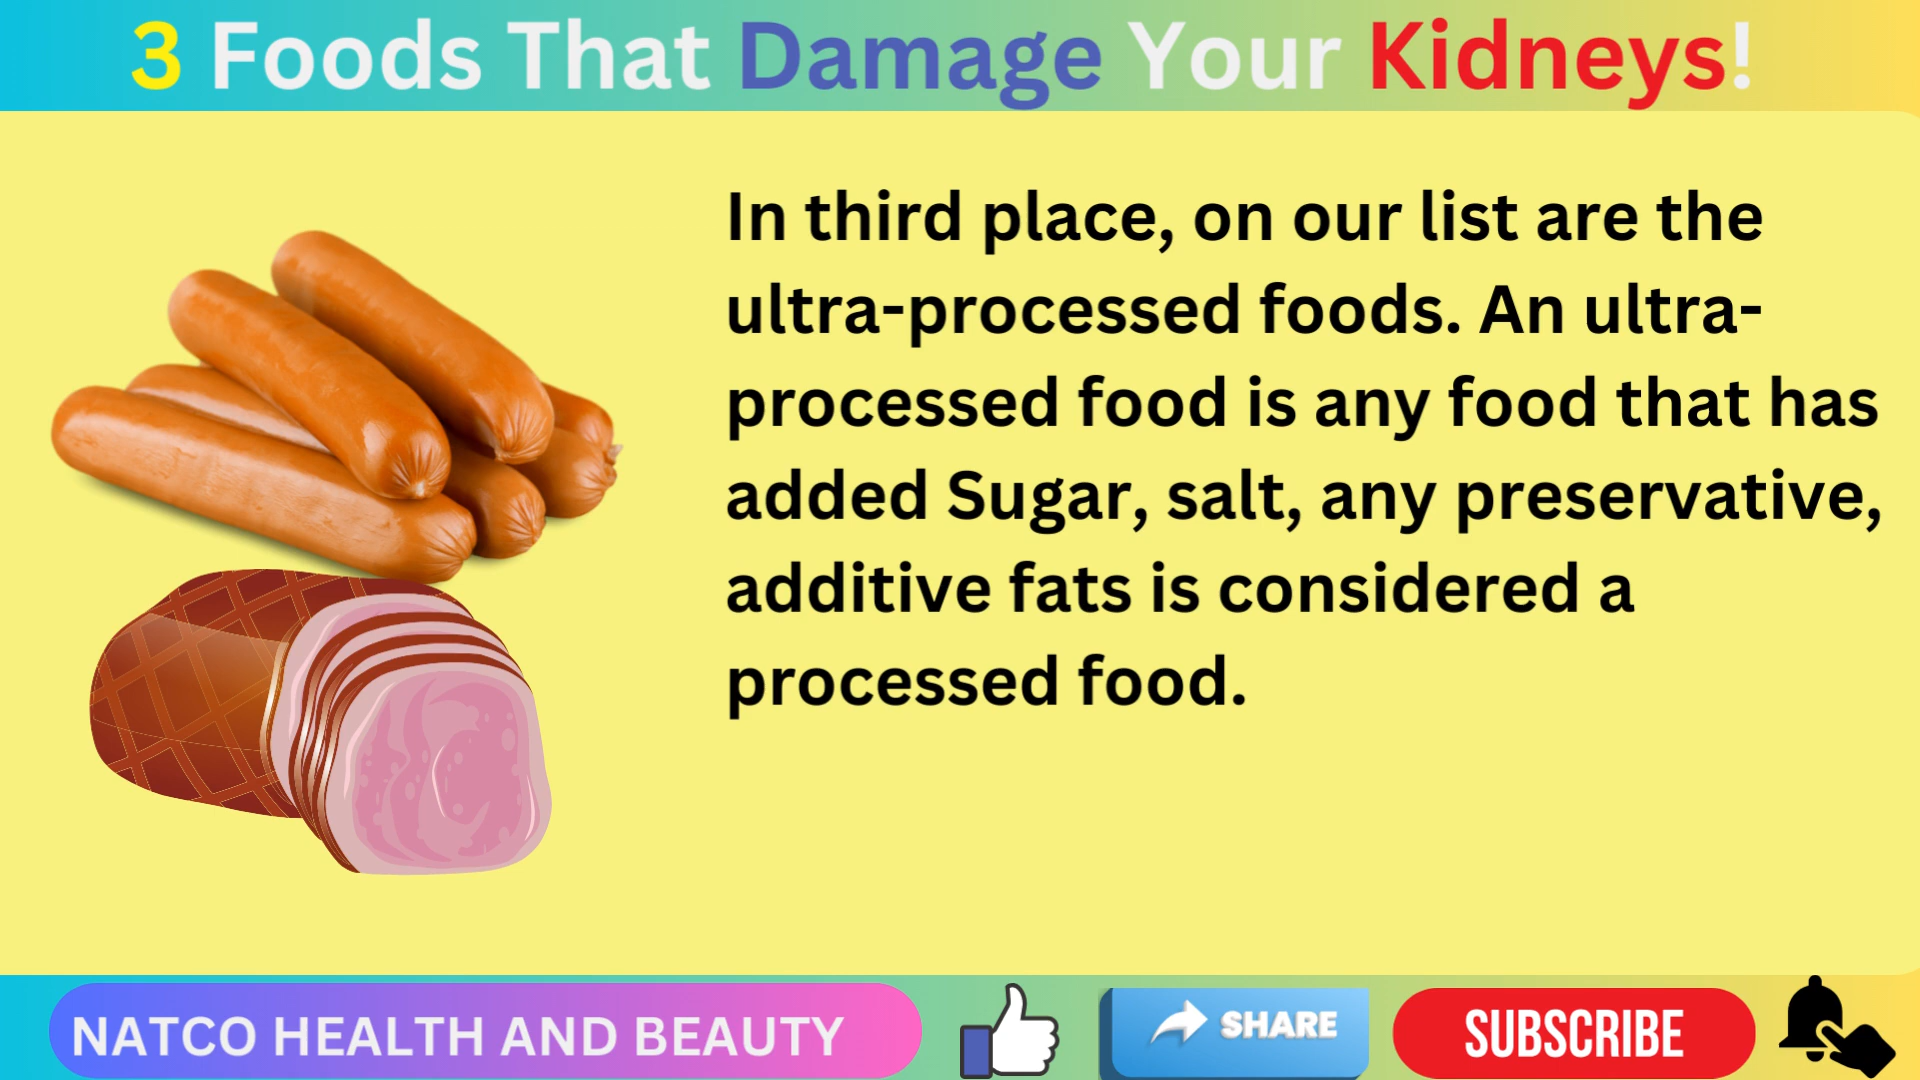 3 Foods That Damage Your Kidneys!
In third place, on our list are the
ultra-processed foods. An ultra-
processed food is any food that has
added Sugar, salt, any preservative,
additive fats is considered a
processed food.
NATCO HEALTH AND BEAUTY
SHARE
SUBSCRIBE